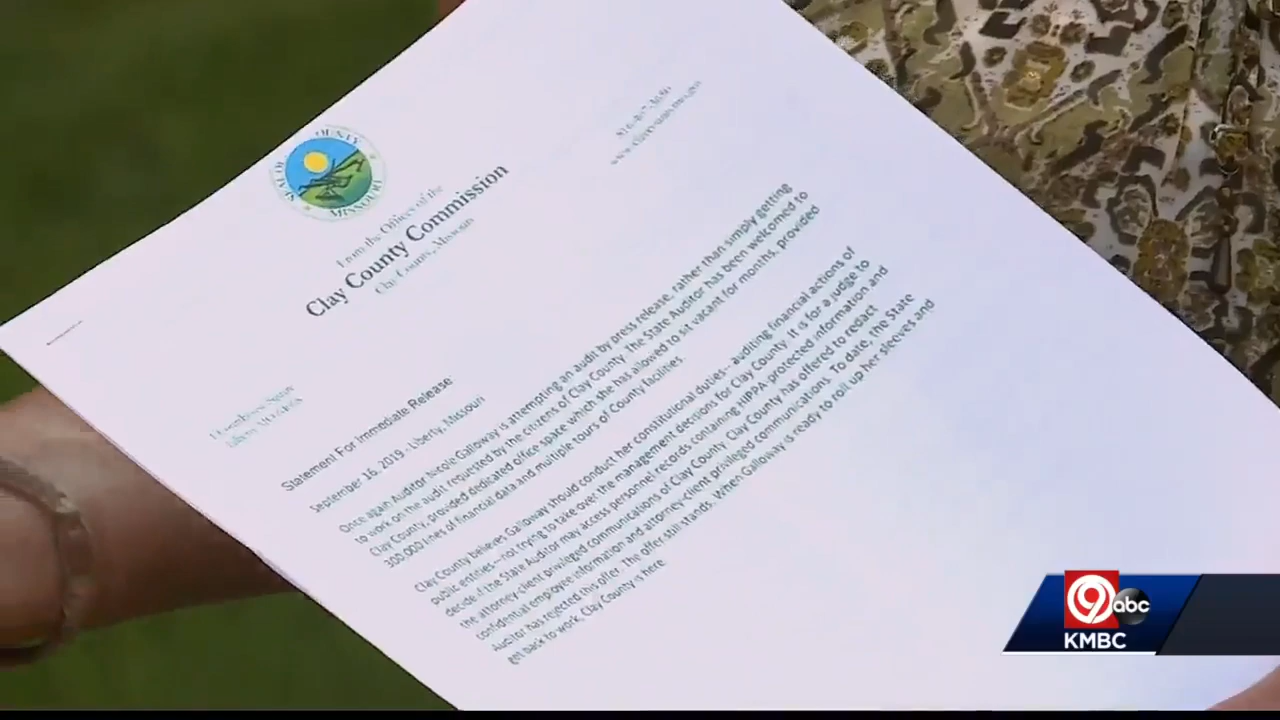 SEAL OF COUNTY
MISSOURI
From the Offices of the
Clay County Commission
Clay County, Missouri
Statement For Immediate Release
September 16, 2019 - Liberty, Missouri
Once again Auditor Nicole Galloway is attempting an audit by press release, rather than simply getting
to work on the audit requested by the citizens of Clay County. The State Auditor has been welcomed to
Clay County, provided dedicated office space which she has allowed to sit vacant for months, provided
300,000 lines of financial data and multiple tours of County facilities.
Clay County believes Galloway should conduct her constitutional duties-- auditing financial actions of
public entities—not trying to take over the management decisions for Clay County. It is for a judge to
decide if the State Auditor may access personnel records containing HIPPA protected information and
the attorney-client privileged communications of Clay County. Clay County has offered to redact
confidential employee information and attorney-client privileged communications. To date, the State
Auditor has rejected this offer. The offer still stands. When Galloway is ready to roll up her sleeves and
get back to work, Clay County is here.
9 abc
KMBC